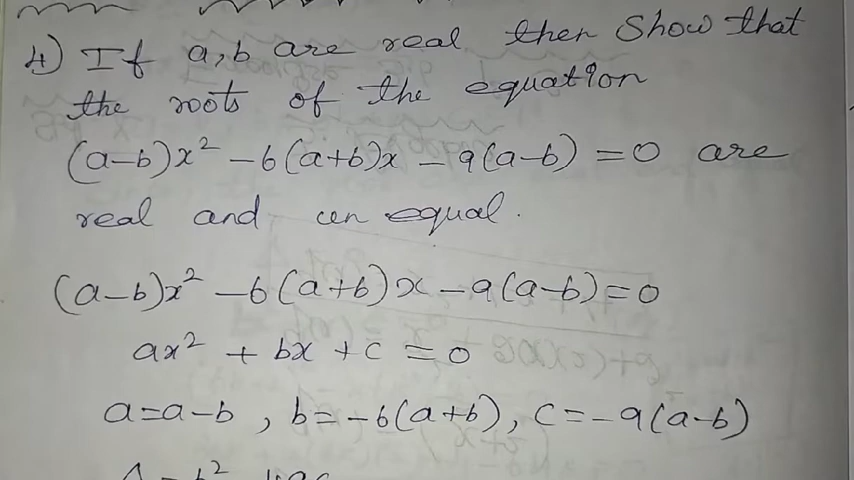 4) If a,b are real then Show that
the roots of the equation
(a-b)x² -6(a+b)x -9(a-b) =0 are
real and un equal.
(a-b)x² -6(a+b)x -9(a-b)=0
ax² + bx + c =0
a=a-b , b=-6(a+b), c=-9(a-b)